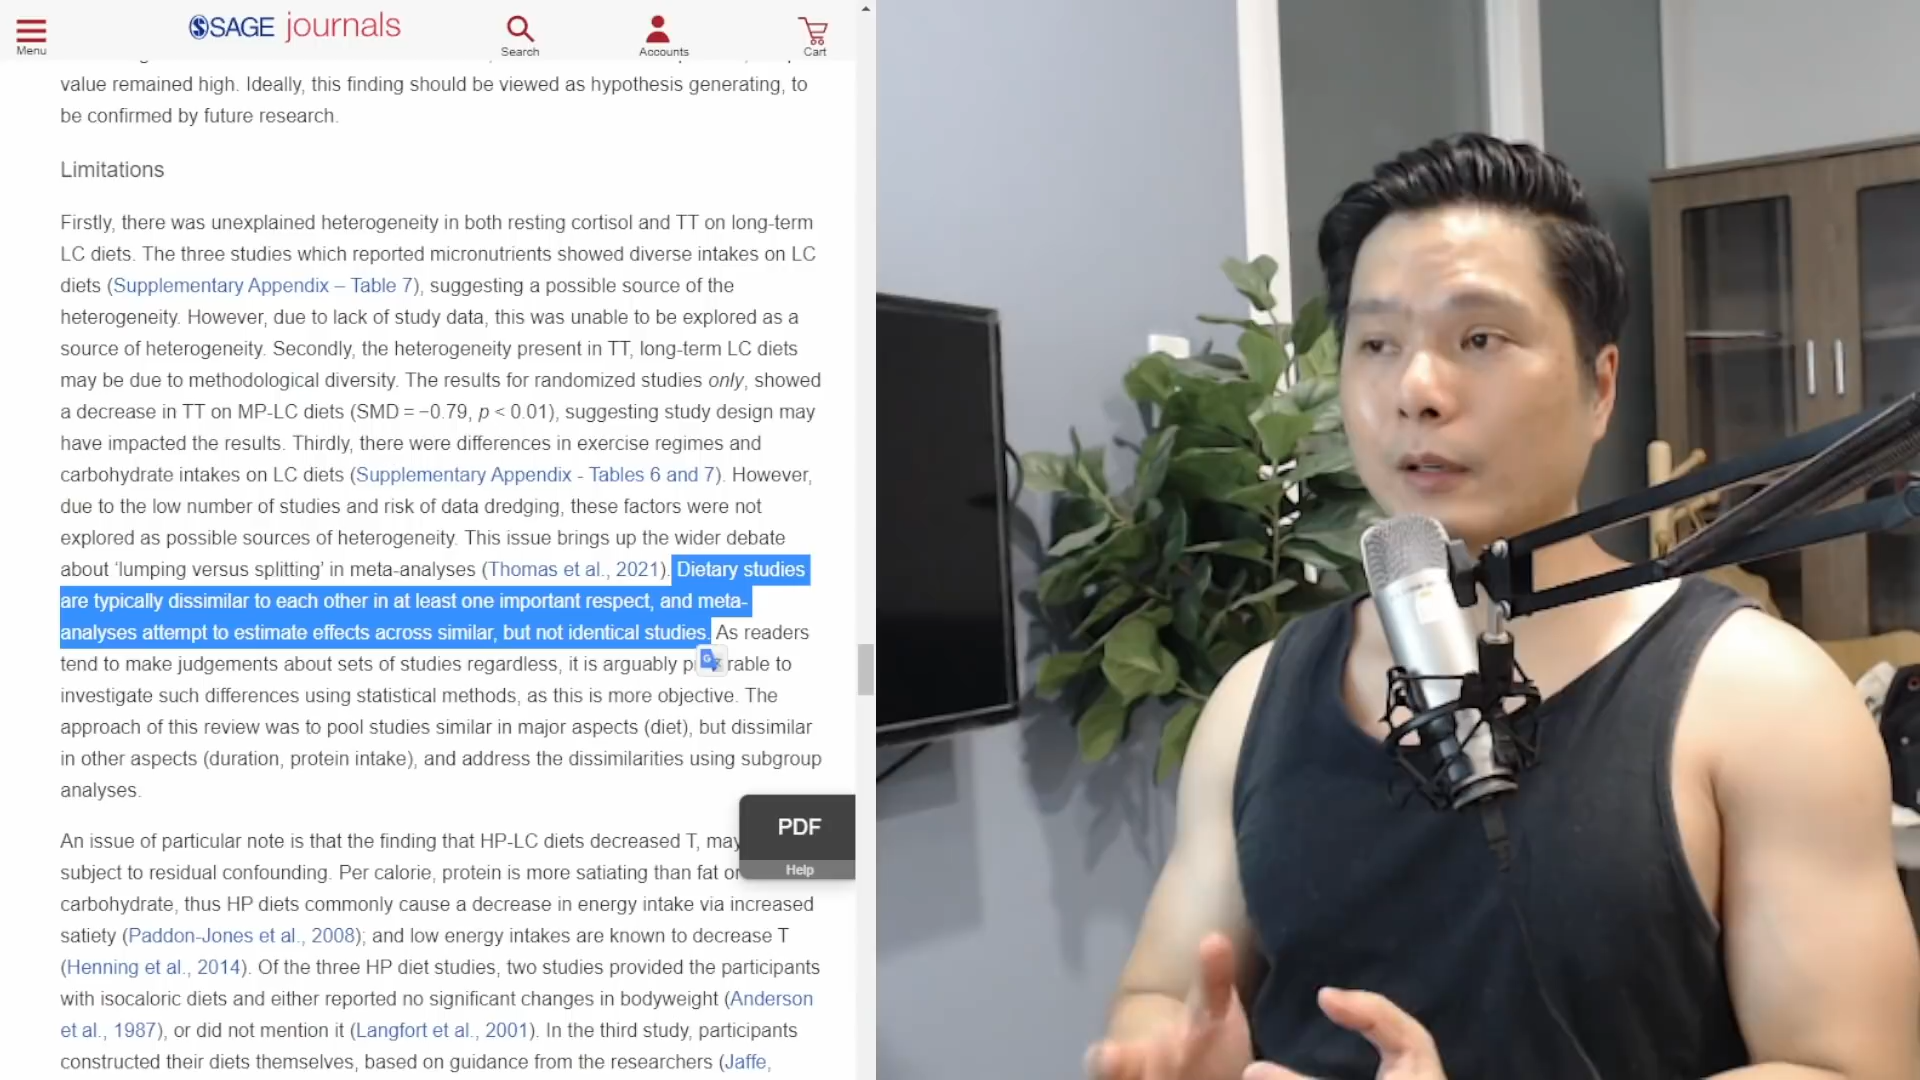 Menu
SAGE journals
Search
Accounts
Cart
value remained high. Ideally, this finding should be viewed as hypothesis generating, to
be confirmed by future research.
Limitations
Firstly, there was unexplained heterogeneity in both resting cortisol and TT on long-term
LC diets. The three studies which reported micronutrients showed diverse intakes on LC
diets (Supplementary Appendix – Table 7), suggesting a possible source of the
heterogeneity. However, due to lack of study data, this was unable to be explored as a
source of heterogeneity. Secondly, the heterogeneity present in TT, long-term LC diets
may be due to methodological diversity. The results for randomized studies only, showed
a decrease in TT on MP-LC diets (SMD = −0.79, p < 0.01), suggesting study design may
have impacted the results. Thirdly, there were differences in exercise regimes and
carbohydrate intakes on LC diets (Supplementary Appendix - Tables 6 and 7). However,
due to the low number of studies and risk of data dredging, these factors were not
explored as possible sources of heterogeneity. This issue brings up the wider debate
about ‘lumping versus splitting’ in meta-analyses (Thomas et al., 2021). Dietary studies
are typically dissimilar to each other in at least one important respect, and meta-
analyses attempt to estimate effects across similar, but not identical studies. As readers
tend to make judgements about sets of studies regardless, it is arguably p rable to
investigate such differences using statistical methods, as this is more objective. The
approach of this review was to pool studies similar in major aspects (diet), but dissimilar
in other aspects (duration, protein intake), and address the dissimilarities using subgroup
analyses.
An issue of particular note is that the finding that HP-LC diets decreased T, may
subject to residual confounding. Per calorie, protein is more satiating than fat or
carbohydrate, thus HP diets commonly cause a decrease in energy intake via increased
satiety (Paddon-Jones et al., 2008); and low energy intakes are known to decrease T
(Henning et al., 2014). Of the three HP diet studies, two studies provided the participants
with isocaloric diets and either reported no significant changes in bodyweight (Anderson
et al., 1987), or did not mention it (Langfort et al., 2001). In the third study, participants
constructed their diets themselves, based on guidance from the researchers (Jaffe,
PDF
Help